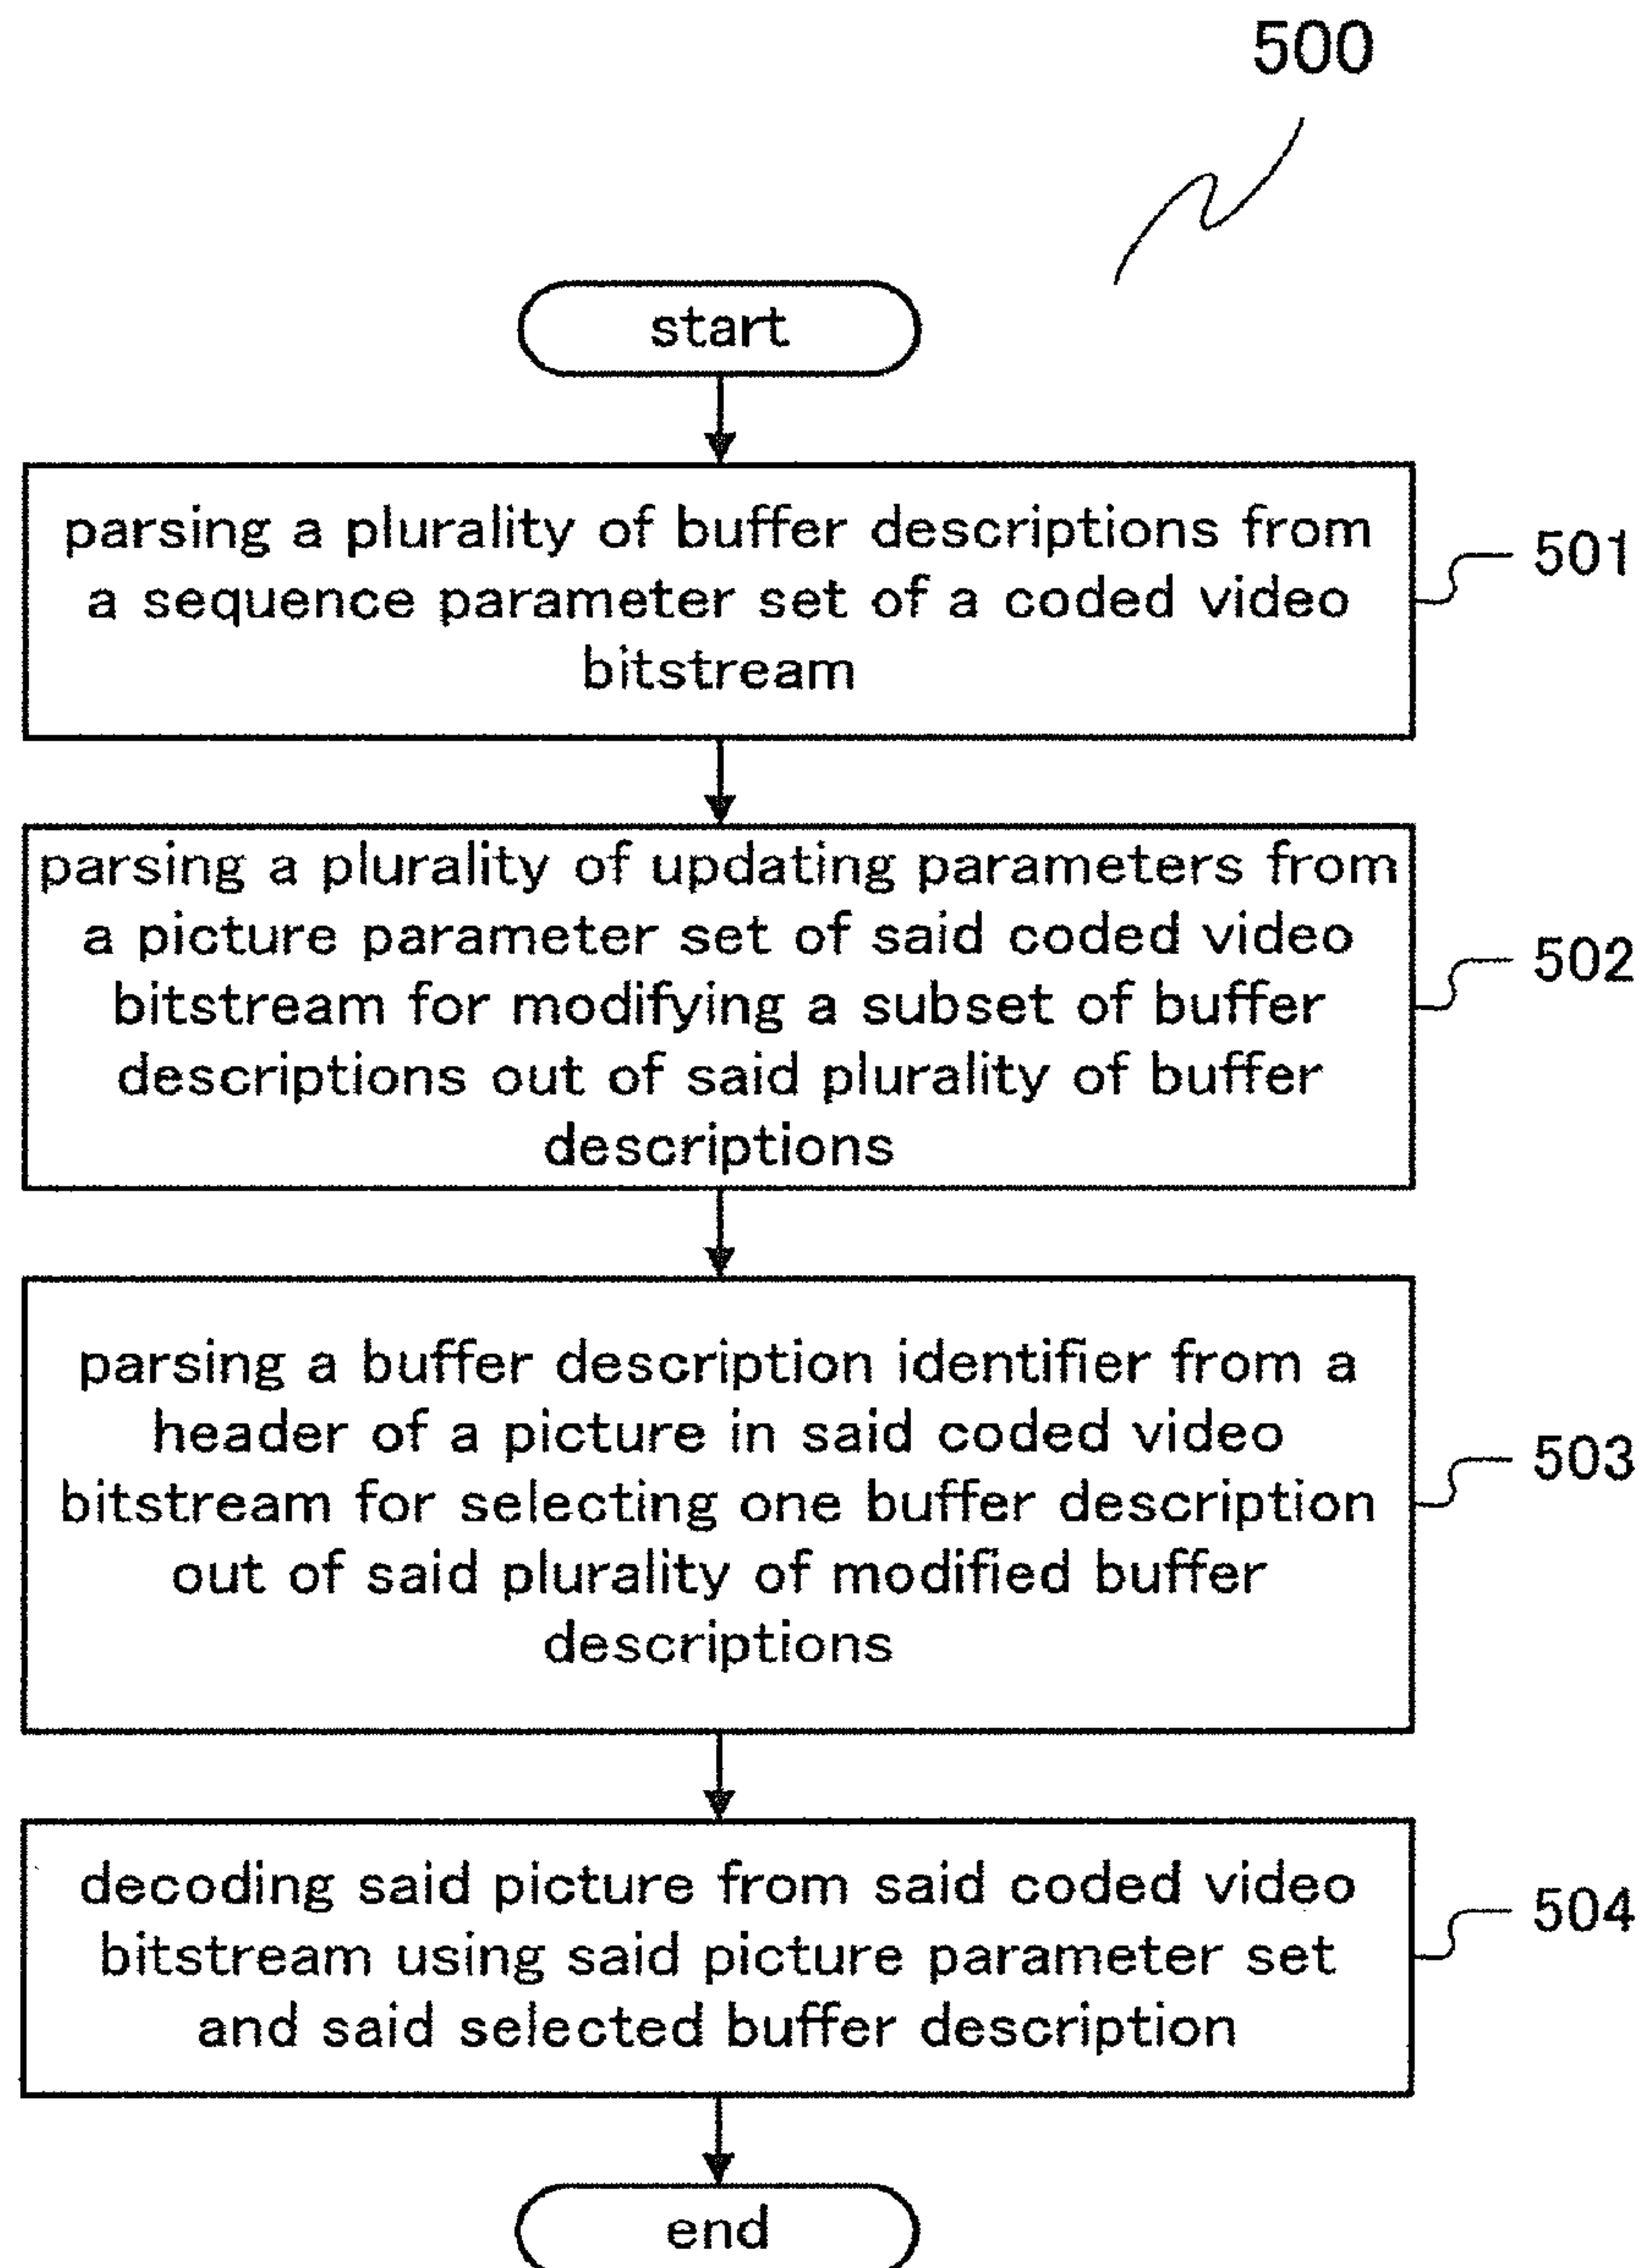 500
start
parsing a plurality of buffer descriptions from
a sequence parameter set of a coded video
bitstream
501
parsing a plurality of updating parameters from
a picture parameter set of said coded video
bitstream for modifying a subset of buffer
descriptions out of said plurality of buffer
descriptions
502
parsing a buffer description identifier from a
header of a picture in said coded video
bitstream for selecting one buffer description
out of said plurality of modified buffer
descriptions
503
decoding said picture from said coded video
bitstream using said picture parameter set
and said selected buffer description
504
end